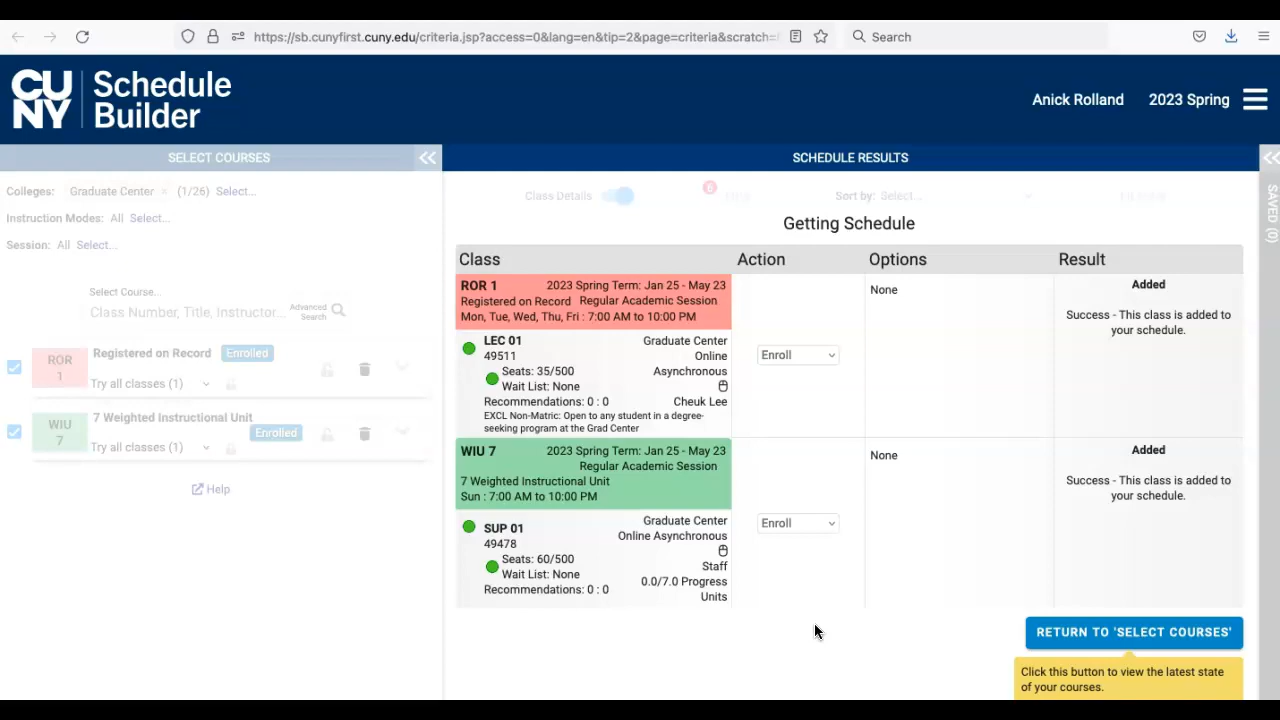 https://sb.cunyfirst.cuny.edu/criteria.jsp?access=0&lang=en&tip=2&page=criteria&scratch=
Search
CU
NY
Schedule
Builder
Anick Rolland
2023 Spring
SELECT COURSES
Colleges: Graduate Center × (1/26) Select...
Instruction Modes: All Select...
Session: All Select...
Select Course...
Class Number, Title, Instructor...
Advanced
Search
ROR
1
Registered on Record Enrolled
Try all classes (1)
WIU
7
7 Weighted Instructional Unit
Enrolled
Try all classes (1)
Help
SCHEDULE RESULTS
Class Details
6
Sort by: Select...
Getting Schedule
Class Action Options Result
ROR 1 2023 Spring Term: Jan 25 - May 23
Registered on Record Regular Academic Session
Mon, Tue, Wed, Thu, Fri : 7:00 AM to 10:00 PM
LEC 01
49511
Seats: 35/500
Wait List: None
Recommendations: 0 : 0
Graduate Center
Online
Asynchronous
Cheuk Lee
EXCL Non-Matric: Open to any student in a degree-
seeking program at the Grad Center
Enroll
None
Added
Success - This class is added to
your schedule.
WIU 7 2023 Spring Term: Jan 25 - May 23
Regular Academic Session
7 Weighted Instructional Unit
Sun : 7:00 AM to 10:00 PM
SUP 01
49478
Seats: 60/500
Wait List: None
Recommendations: 0 : 0
Graduate Center
Online Asynchronous
Staff
0.0/7.0 Progress
Units
Enroll
None
Added
Success - This class is added to
your schedule.
RETURN TO 'SELECT COURSES'
Click this button to view the latest state
of your courses.
SAVED (0)